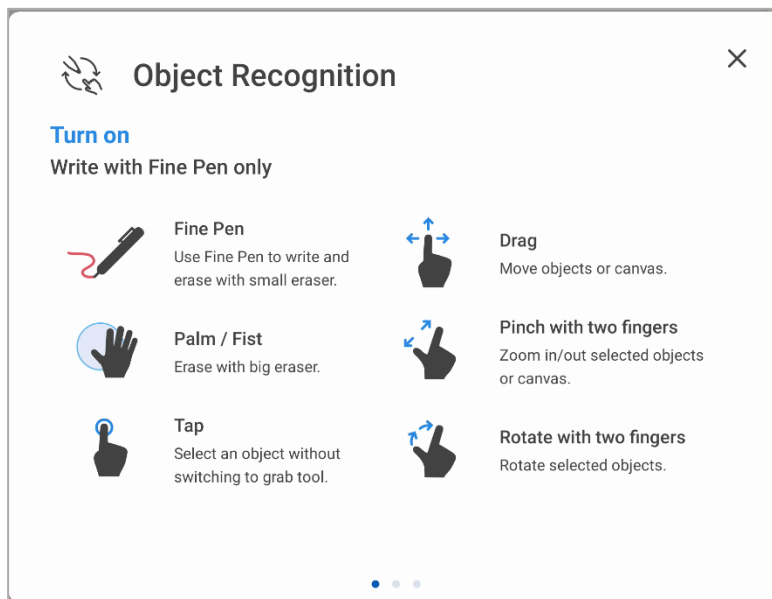 Object Recognition
Turn on
Write with Fine Pen only
Fine Pen
Use Fine Pen to write and
erase with small eraser.
Palm / Fist
Erase with big eraser.
Tap
Select an object without
switching to grab tool.
Drag
Move objects or canvas.
Pinch with two fingers
Zoom in/out selected objects
or canvas.
Rotate with two fingers
Rotate selected objects.